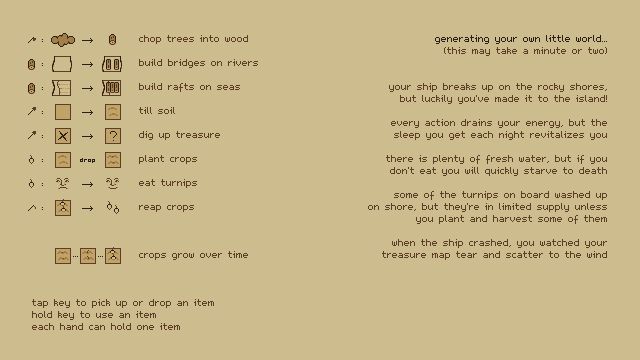 chop trees into wood
build bridges on rivers
build rafts on seas
till soil
dig up treasure
drop
plant crops
eat turnips
reap crops
crops grow over time
tap key to pick up or drop an item
hold key to use an item
each hand can hold one item
generating your own little world...
(this may take a minute or two)
your ship breaks up on the rocky shores,
but luckily you've made it to the island!
every action drains your energy, but the
sleep you get each night revitalizes you
there is plenty of fresh water, but if you
don't eat you will quickly starve to death
some of the turnips on board washed up
on shore, but they're in limited supply unless
you plant and harvest some of them
when the ship crashed, you watched your
treasure map tear and scatter to the wind